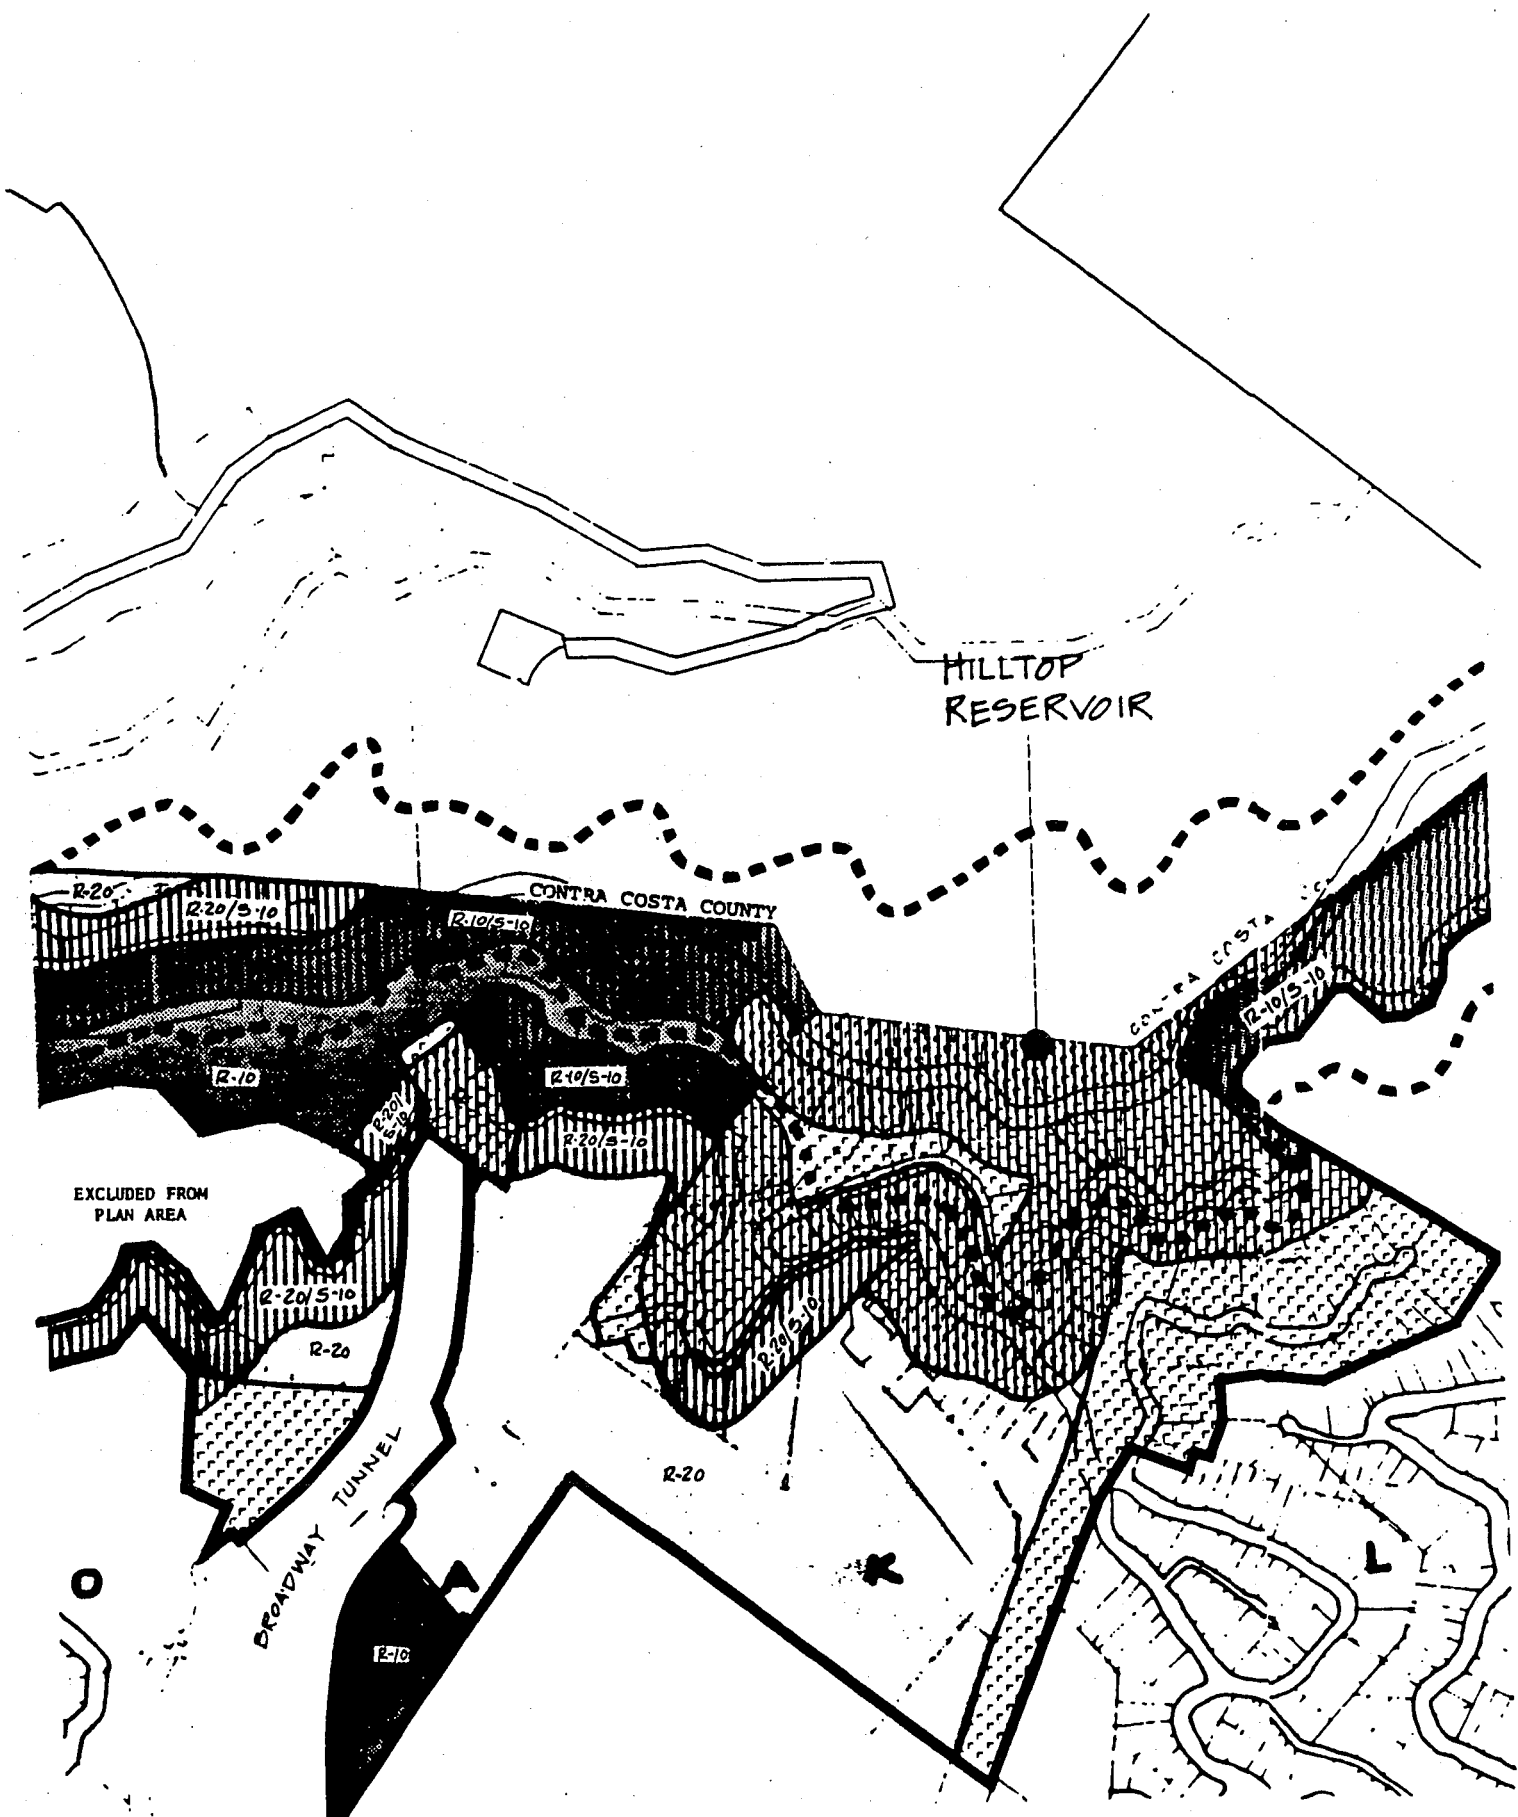 HILLTOP
RESERVOIR
CONTRA COSTA COUNTY
R-20
R-20/S-10
R-10/S-10
COSTA
R-10/S-10
R-10
R-10/S-10
R-20/
S-10
R-20/S-10
EXCLUDED FROM
PLAN AREA
R-20/S-10
R-20
R-20/S-10
R-20
BROADWAY TUNNEL
K
L
O
R-10